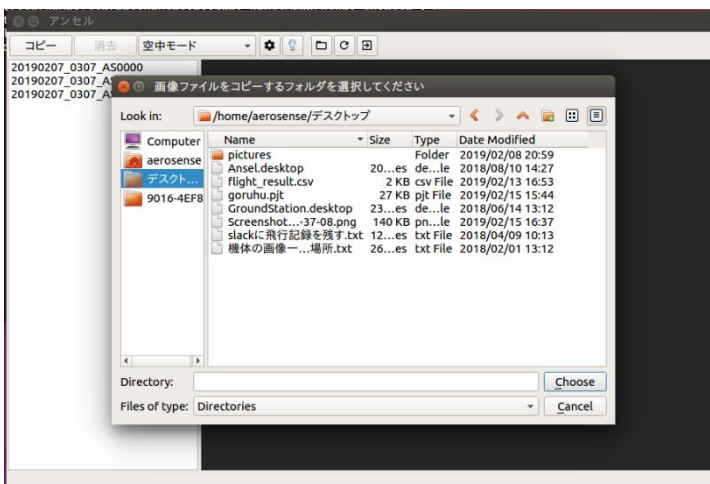 アンセル
コピー 消去 空中モード
20190207_0307_AS0000
20190207_0307_A
20190207_0307_A
画像ファイルをコピーするフォルダを選択してください
Look in: /home/aerosense/デスクトップ
Computer
aerosense
デスクト...
9016-4EF8
Name Size Type Date Modified
pictures Folder 2019/02/08 20:59
Ansel.desktop 20...es de...le 2018/08/10 14:27
flight_result.csv 2 KB csv File 2019/02/13 16:53
goruhu.pjt 27 KB pjt File 2019/02/15 15:44
GroundStation.desktop 23...es de...le 2018/06/14 13:12
Screenshot...-37-08.png 140 KB pn...le 2019/02/15 16:37
slackに飛行記録を残す.txt 12...es txt File 2018/04/09 10:13
機体の画像一...場所.txt 26...es txt File 2018/02/01 13:12
Directory: Choose
Files of type: Directories Cancel